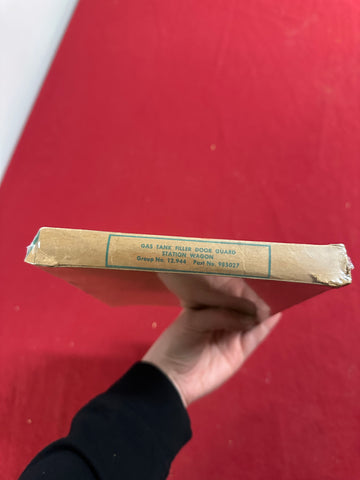 GAS TANK FILLER DOOR GUARD
STATION WAGON
Group No. 12.944 Part No. 985027